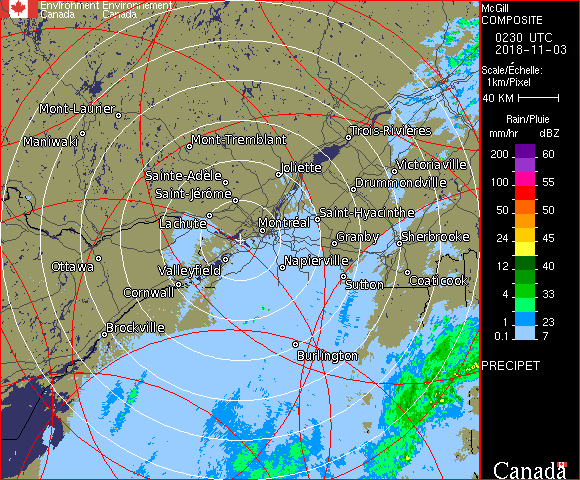 Environment Environnement
Canada Canada
McGill
COMPOSITE
0230 UTC
2018-11-03
Scale/Échelle:
1km/Pixel
40 KM
Rain/Pluie
mm/hr dBZ
200 60
100 55
50 50
24 45
12 40
4 33
1 23
0.1 7
PRECIPET
Canada
Mont-Laurier
Maniwaki
Mont-Tremblant
Trois-Rivières
Sainte-Adèle
Joliette
Victoriaville
Saint-Jérôme
Drummondville
Lachute
Montréal
Saint-Hyacinthe
Granby
Sherbrooke
Ottawa
Valleyfield
Napierville
Cornwall
Sutton
Coaticook
Brockville
Burlington